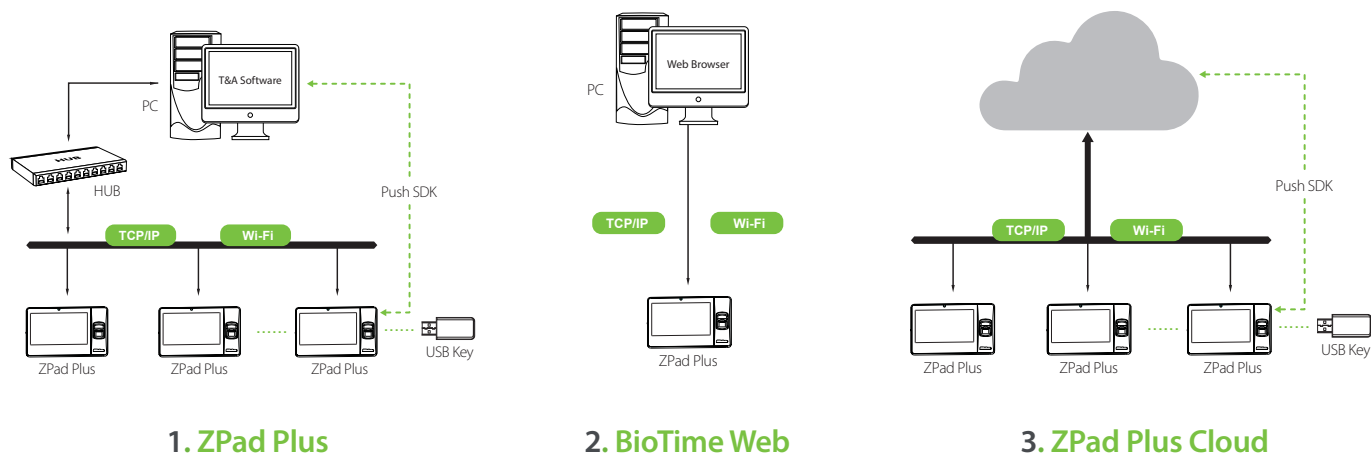 T&A Software
PC
HUB
HUB
Push SDK
TCP/IP
Wi-Fi
ZPad Plus
ZPad Plus
ZPad Plus
USB Key
1. ZPad Plus
Web Browser
PC
TCP/IP
Wi-Fi
ZPad Plus
2. BioTime Web
Push SDK
TCP/IP
Wi-Fi
ZPad Plus
ZPad Plus
ZPad Plus
USB Key
3. ZPad Plus Cloud